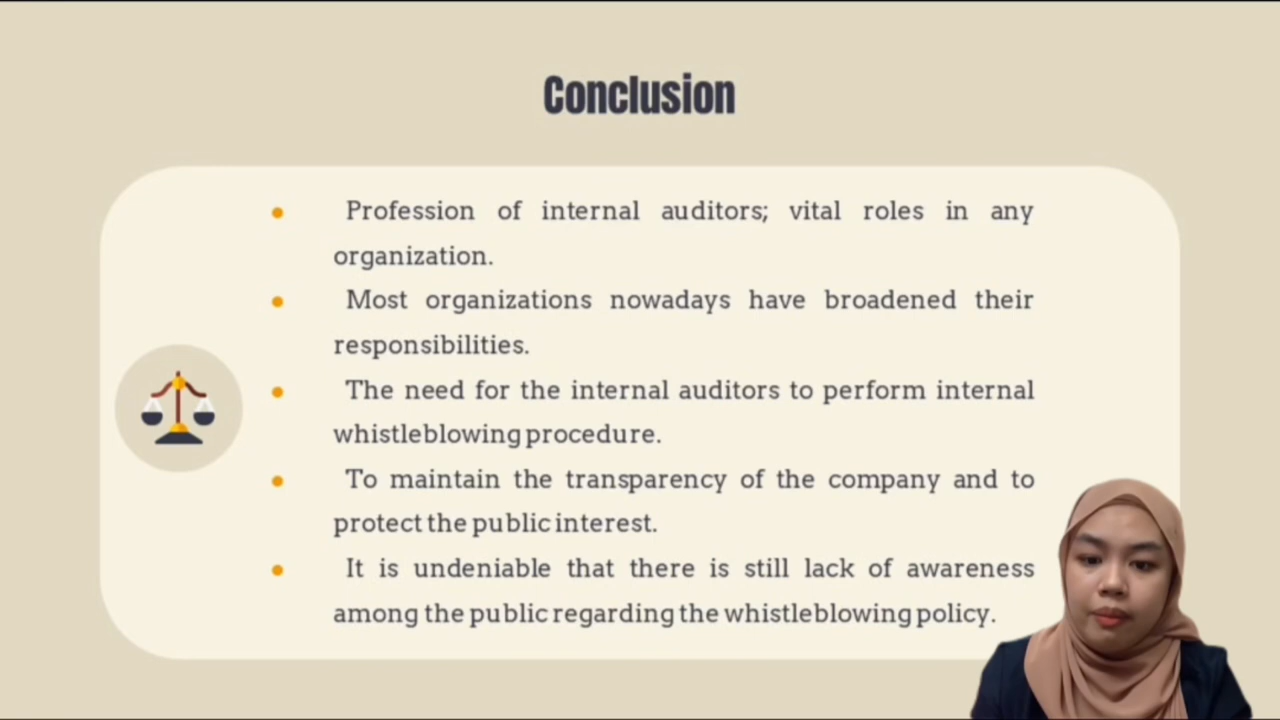 Conclusion
Profession of internal auditors; vital roles in any
organization.
Most organizations nowadays have broadened their
responsibilities.
The need for the internal auditors to perform internal
whistleblowing procedure.
To maintain the transparency of the company and to
protect the public interest.
It is undeniable that there is still lack of awareness
among the public regarding the whistleblowing policy.